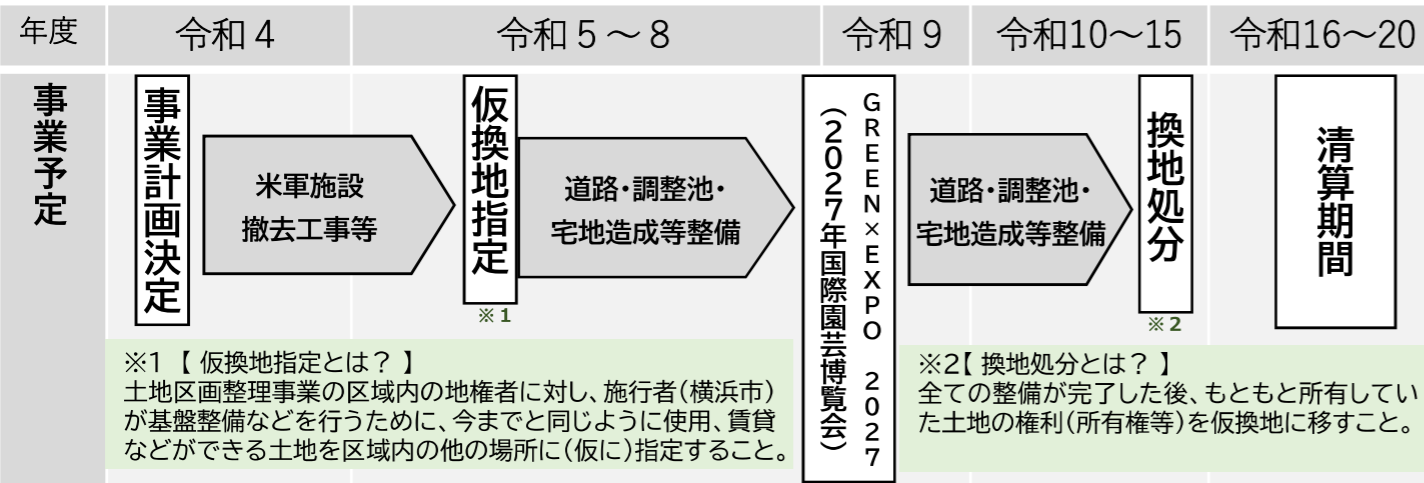 年度
令和４
令和５～８
令和９
令和10～15
令和16～20
事業予定
事業計画決定
米軍施設
撤去工事等
仮換地指定
※１
道路・調整池・
宅地造成等整備
GREEN×EXPO 2027
（2027年国際園芸博覧会）
道路・調整池・
宅地造成等整備
換地処分
※２
清算期間
※１【 仮換地指定とは？ 】
土地区画整理事業の区域内の地権者に対し、施行者（横浜市）
が基盤整備などを行うために、今までと同じように使用、賃貸
などができる土地を区域内の他の場所に（仮に）指定すること。
※２【 換地処分とは？ 】
全ての整備が完了した後、もともと所有してい
た土地の権利（所有権等）を仮換地に移すこと。